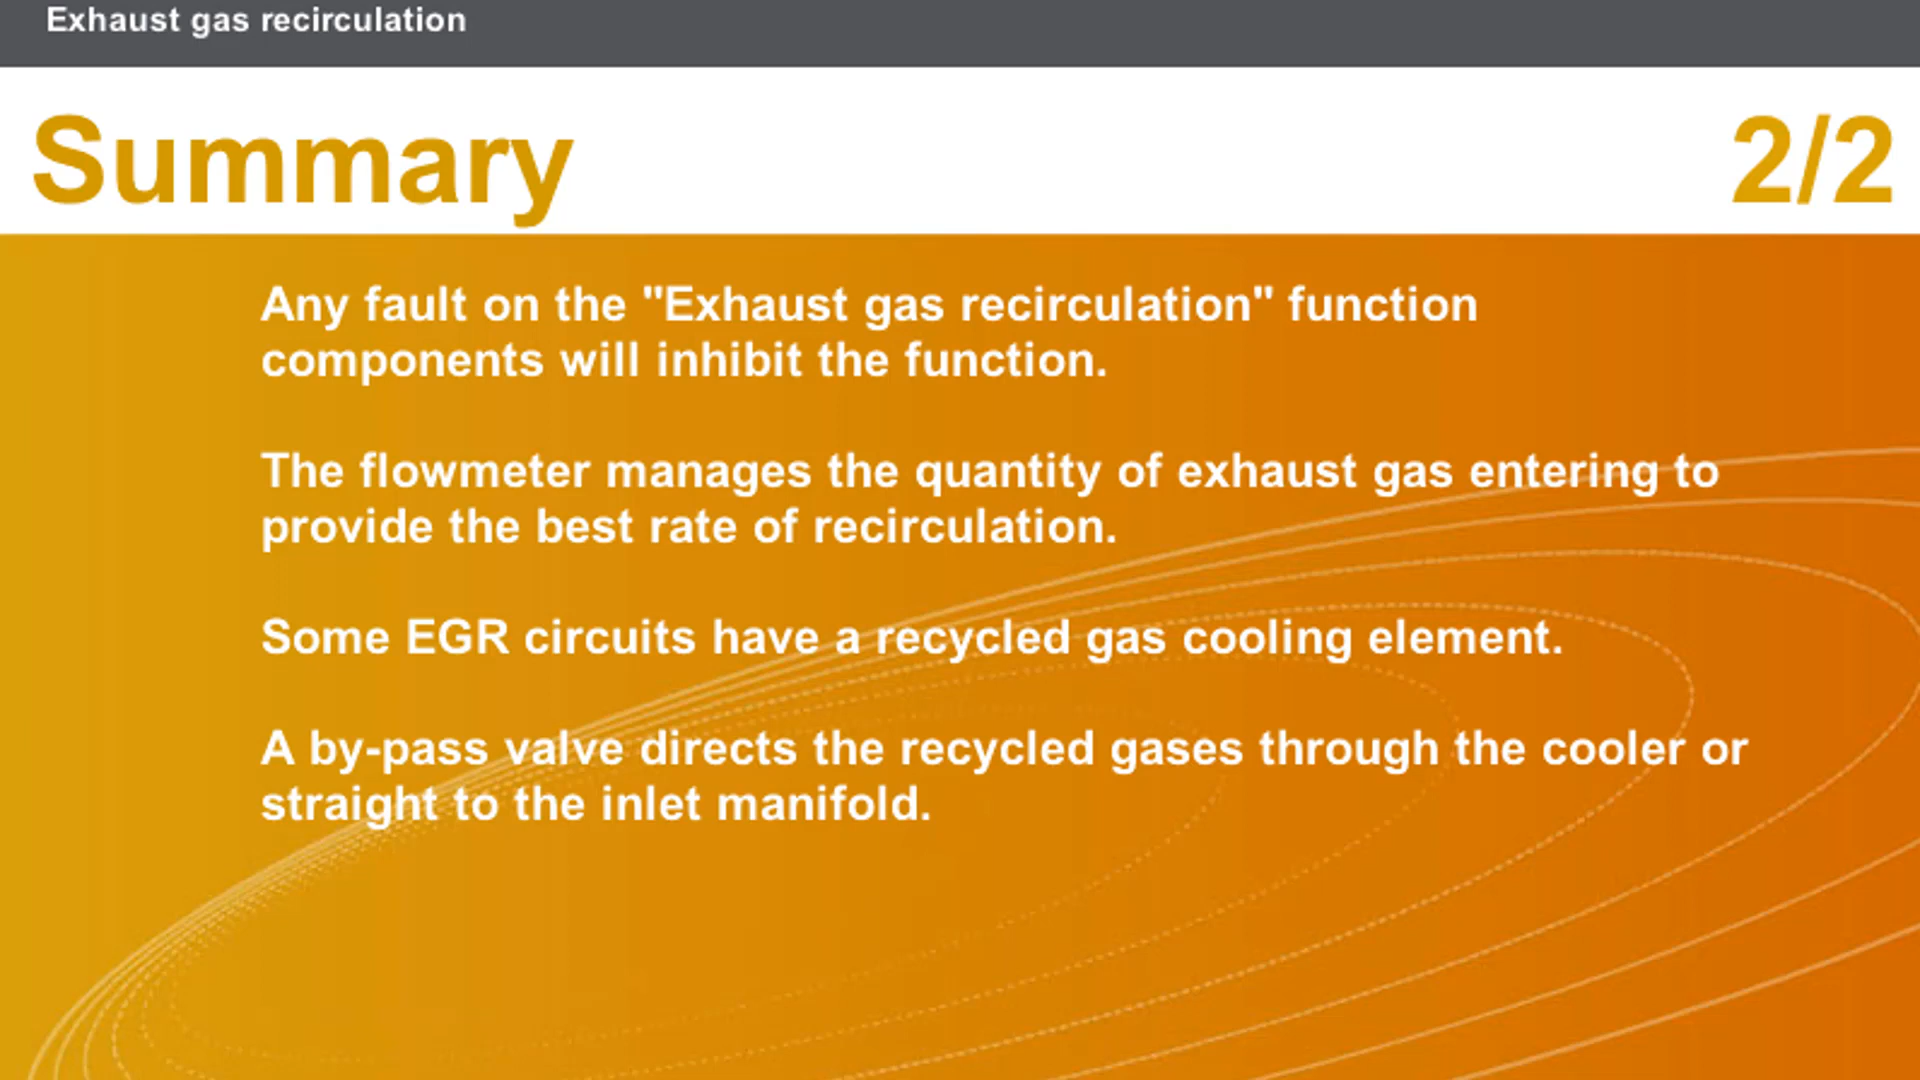 Exhaust gas recirculation
Summary 2/2
Any fault on the "Exhaust gas recirculation" function
components will inhibit the function.
The flowmeter manages the quantity of exhaust gas entering to
provide the best rate of recirculation.
Some EGR circuits have a recycled gas cooling element.
A by-pass valve directs the recycled gases through the cooler or
straight to the inlet manifold.